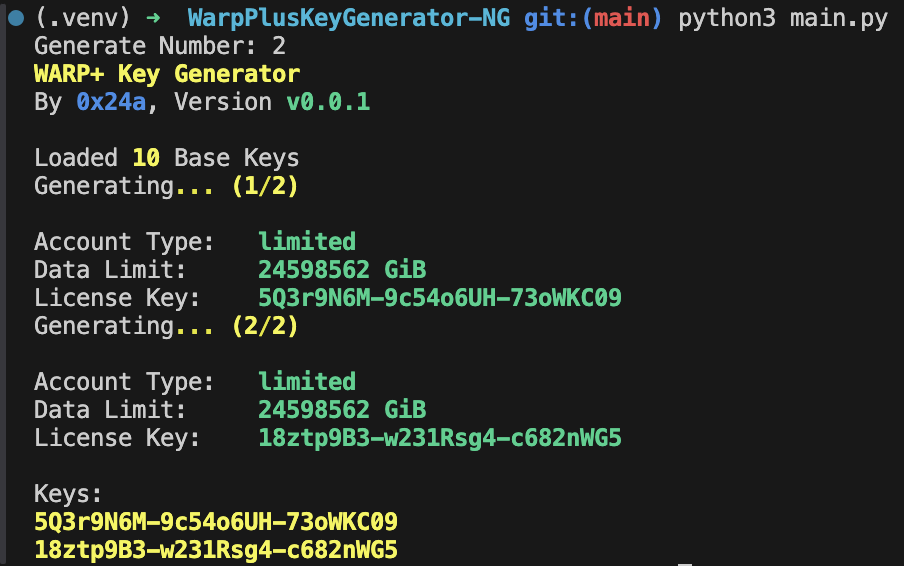 (.venv) → WarpPlusKeyGenerator-NG git:(main) python3 main.py
Generate Number: 2
WARP+ Key Generator
By 0x24a, Version v0.0.1
Loaded 10 Base Keys
Generating... (1/2)
Account Type: limited
Data Limit: 24598562 GiB
License Key: 5Q3r9N6M-9c54o6UH-73oWKC09
Generating... (2/2)
Account Type: limited
Data Limit: 24598562 GiB
License Key: 18ztp9B3-w231Rsg4-c682nWG5
Keys:
5Q3r9N6M-9c54o6UH-73oWKC09
18ztp9B3-w231Rsg4-c682nWG5